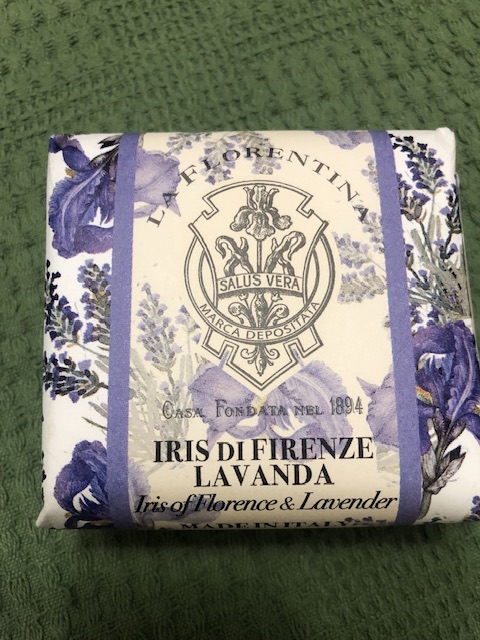 LA FLORENTINA
SALUS VERA
MARCA DEPOSITATA
CASA FONDATA NEL 1894
IRIS DI FIRENZE
LAVANDA
Iris of Florence & Lavender
MADE IN ITALY